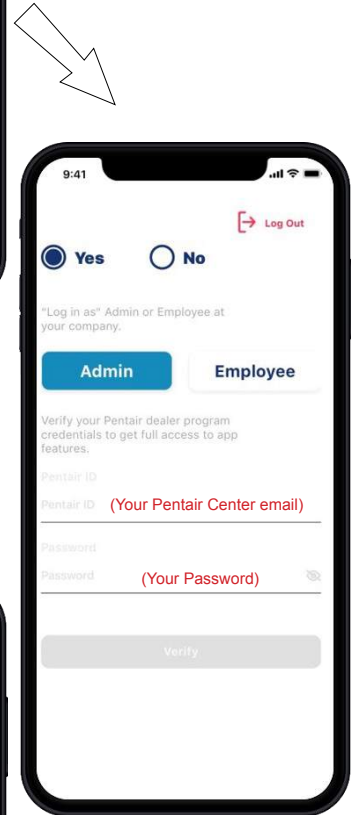 9:41
Log Out
Yes No
"Log in as" Admin or Employee at
your company.
Admin Employee
Verify your Pentair dealer program
credentials to get full access to app
features.
Pentair ID
Pentair ID (Your Pentair Center email)
Password
Password (Your Password)
Verify